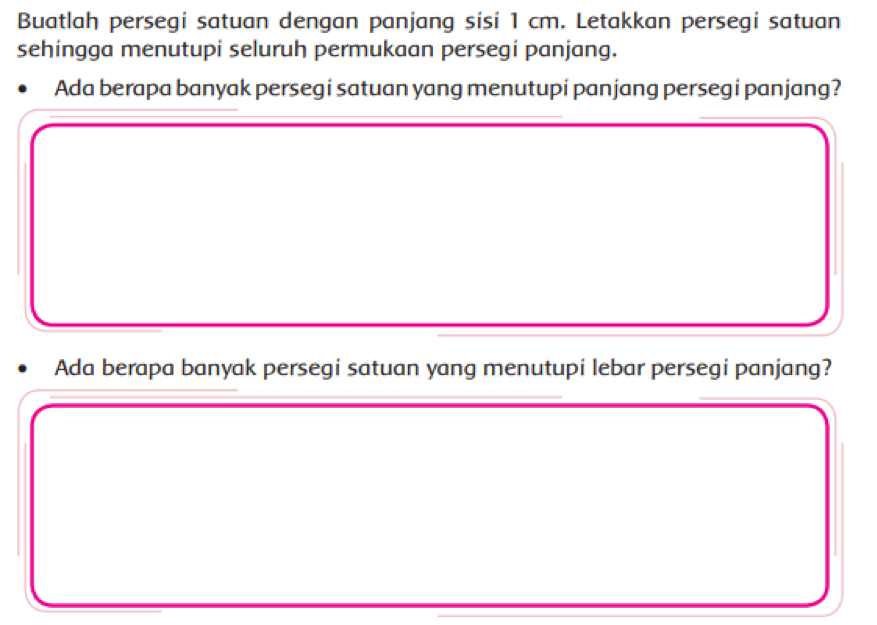 Buatlah persegi satuan dengan panjang sisi 1 cm. Letakkan persegi satuan
sehingga menutupi seluruh permukaan persegi panjang.
• Ada berapa banyak persegi satuan yang menutupi panjang persegi panjang?
• Ada berapa banyak persegi satuan yang menutupi lebar persegi panjang?